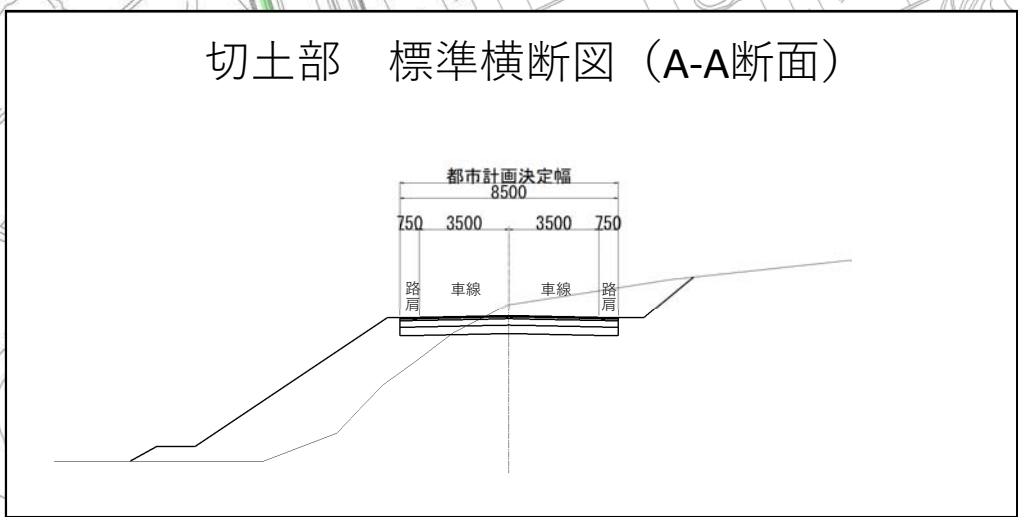 切土部　標準横断図（A-A断面）
都市計画決定幅
8500
750 3500 3500 750
路肩 車線 車線 路肩